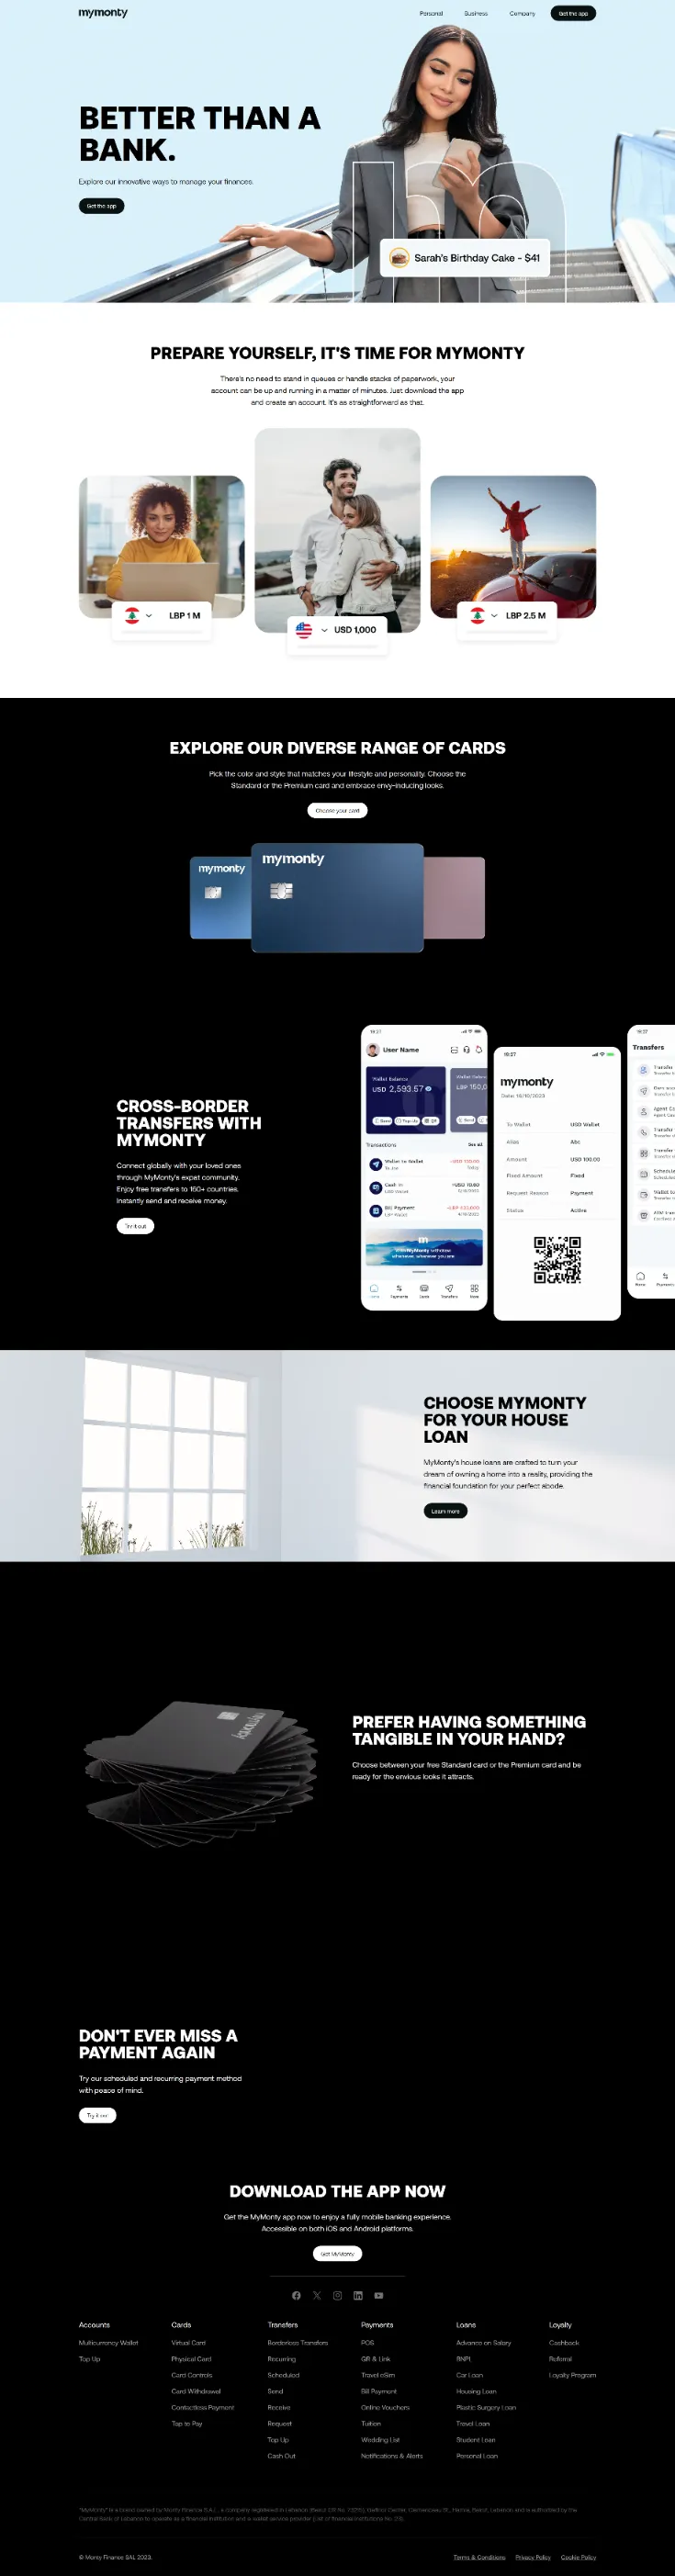 mymonty
Personal
Business
Company
Get the app
BETTER THAN A
BANK.
Explore our innovative ways to manage your finances.
Get the app
Sarah's Birthday Cake - $41
PREPARE YOURSELF, IT'S TIME FOR MYMONTY
There's no need to stand in queues or handle stacks of paperwork, your
account can be up and running in a matter of minutes. Just download the app
and create an account. It's as straightforward as that.
LBP 1 M
USD 1,000
LBP 2.5 M
EXPLORE OUR DIVERSE RANGE OF CARDS
Pick the color and style that matches your lifestyle and personality. Choose the
Standard or the Premium card and embrace envy-inducing looks.
Choose your card
mymonty
mymonty
CROSS-BORDER
TRANSFERS WITH
MYMONTY
Connect globally with your loved ones
through MyMonty's expat community.
Enjoy free transfers to 160+ countries.
Instantly send and receive money.
Try it out
19:27
User Name
Wallet Balance
USD 2,593.57
LBP 150,0
Transactions
See all
Wallet to Wallet
Today
Cash In
Bill Payment
19:27
mymonty
Date: 16/10/2023
To Wallet
USD Wallet
Alias
Abc
Amount
USD 100.00
Fixed Amount
Fixed
Request Reason
Payment
Status
Active
19:27
Transfers
CHOOSE MYMONTY
FOR YOUR HOUSE
LOAN
MyMonty's house loans are crafted to turn your
dream of owning a home into a reality, providing the
financial foundation for your perfect abode.
Learn more
PREFER HAVING SOMETHING
TANGIBLE IN YOUR HAND?
Choose between your free Standard card or the Premium card and be
ready for the envious looks it attracts.
DON'T EVER MISS A
PAYMENT AGAIN
Try our scheduled and recurring payment method
with peace of mind.
Try it out
DOWNLOAD THE APP NOW
Get the MyMonty app now to enjoy a fully mobile banking experience.
Accessible on both iOS and Android platforms.
Get MyMonty
Accounts
Multicurrency Wallet
Top Up
Cards
Virtual Card
Physical Card
Card Controls
Card Withdrawal
Contactless Payment
Tap to Pay
Transfers
Borderless Transfers
Recurring
Scheduled
Send
Receive
Request
Top Up
Cash Out
Payments
POS
QR & Link
Travel eSim
Bill Payment
Online Vouchers
Tuition
Wedding List
Notifications & Alerts
Loans
Advance on Salary
BNPL
Car Loan
Housing Loan
Plastic Surgery Loan
Travel Loan
Student Loan
Personal Loan
Loyalty
Cashback
Referral
Loyalty Program
© Monty Finance SAL 2023.
Terms & Conditions
Privacy Policy
Cookie Policy